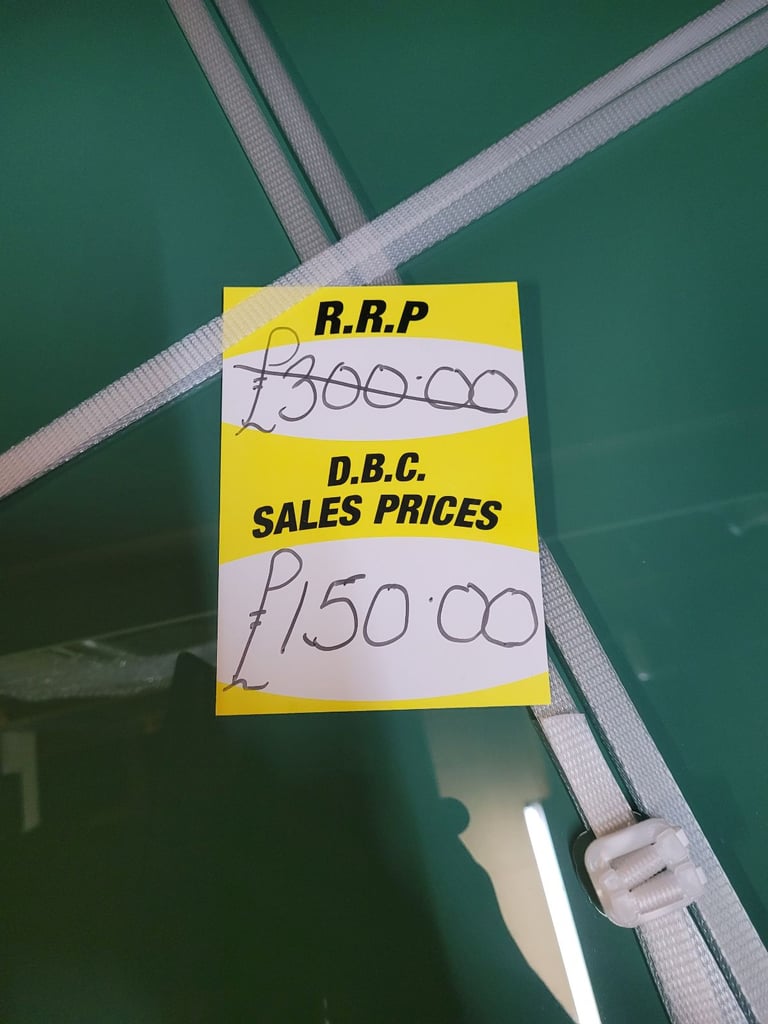 R.R.P
£300.00
D.B.C.
SALES PRICES
£150.00